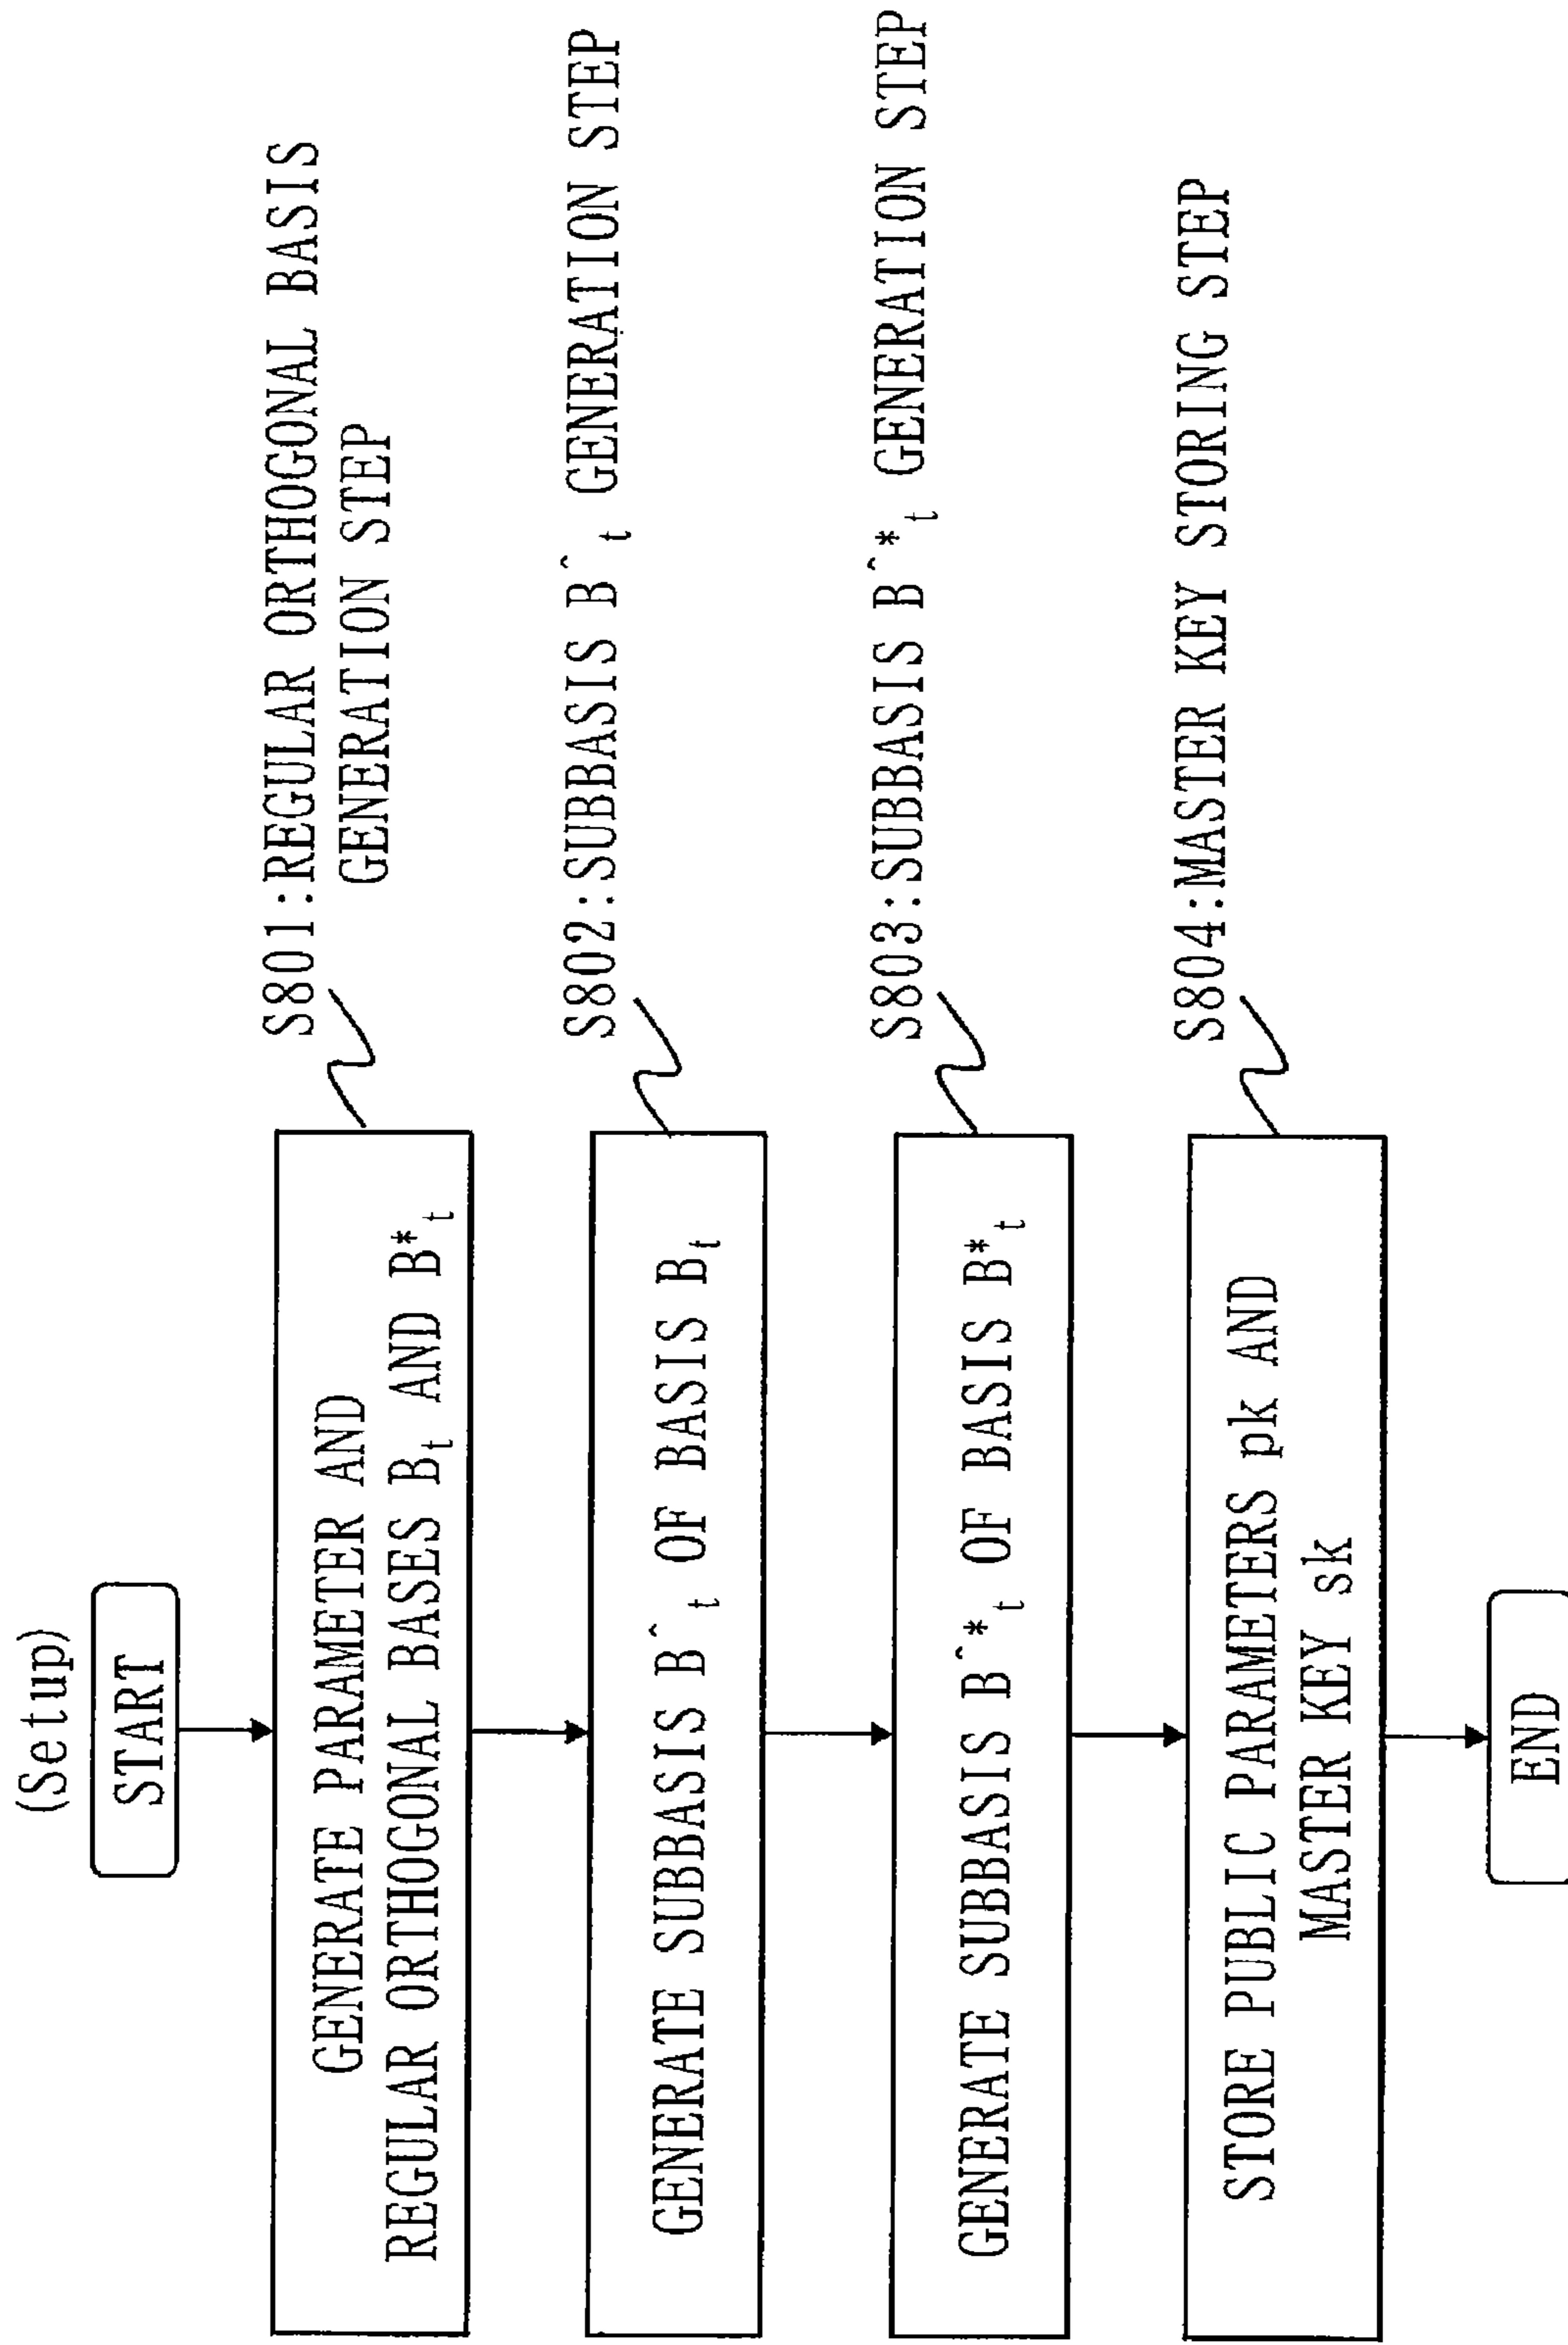 (Setup)
START
GENERATE PARAMETER AND
REGULAR ORTHOGONAL BASES B_t AND B*_t
S801:REGULAR ORTHOGONAL BASIS
GENERATION STEP
GENERATE SUBBASIS B^_t OF BASIS B_t
S802:SUBBASIS B^_t GENERATION STEP
GENERATE SUBBASIS B^*_t OF BASIS B*_t
S803:SUBBASIS B^*_t GENERATION STEP
STORE PUBLIC PARAMETERS pk AND
MASTER KEY sk
S804:MASTER KEY STORING STEP
END